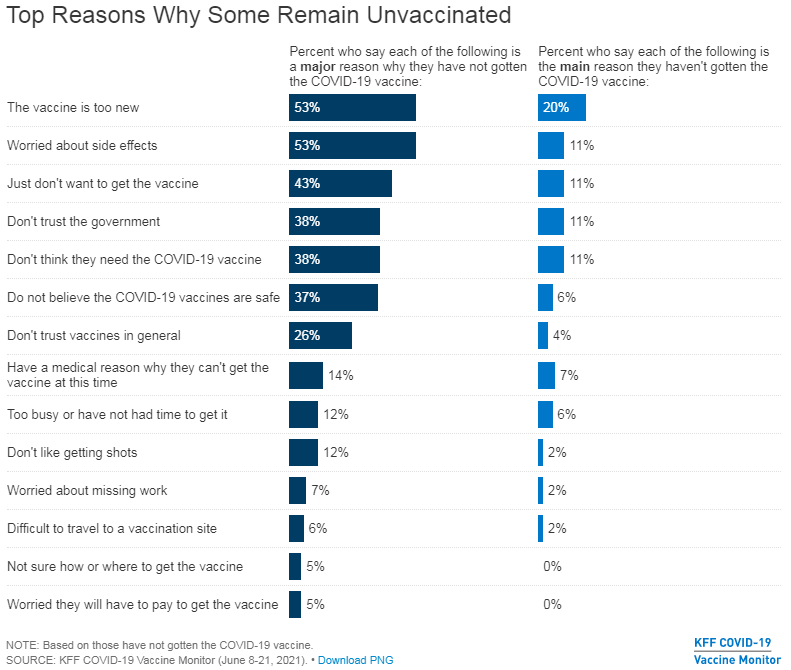 Top Reasons Why Some Remain Unvaccinated
Percent who say each of the following is
a major reason why they have not gotten
the COVID-19 vaccine:
Percent who say each of the following is
the main reason they haven't gotten the
COVID-19 vaccine:
The vaccine is too new 53% 20%
Worried about side effects 53% 11%
Just don't want to get the vaccine 43% 11%
Don't trust the government 38% 11%
Don't think they need the COVID-19 vaccine 38% 11%
Do not believe the COVID-19 vaccines are safe 37% 6%
Don't trust vaccines in general 26% 4%
Have a medical reason why they can't get the
vaccine at this time 14% 7%
Too busy or have not had time to get it 12% 6%
Don't like getting shots 12% 2%
Worried about missing work 7% 2%
Difficult to travel to a vaccination site 6% 2%
Not sure how or where to get the vaccine 5% 0%
Worried they will have to pay to get the vaccine 5% 0%
NOTE: Based on those have not gotten the COVID-19 vaccine.
SOURCE: KFF COVID-19 Vaccine Monitor (June 8-21, 2021). • Download PNG
KFF COVID-19
Vaccine Monitor